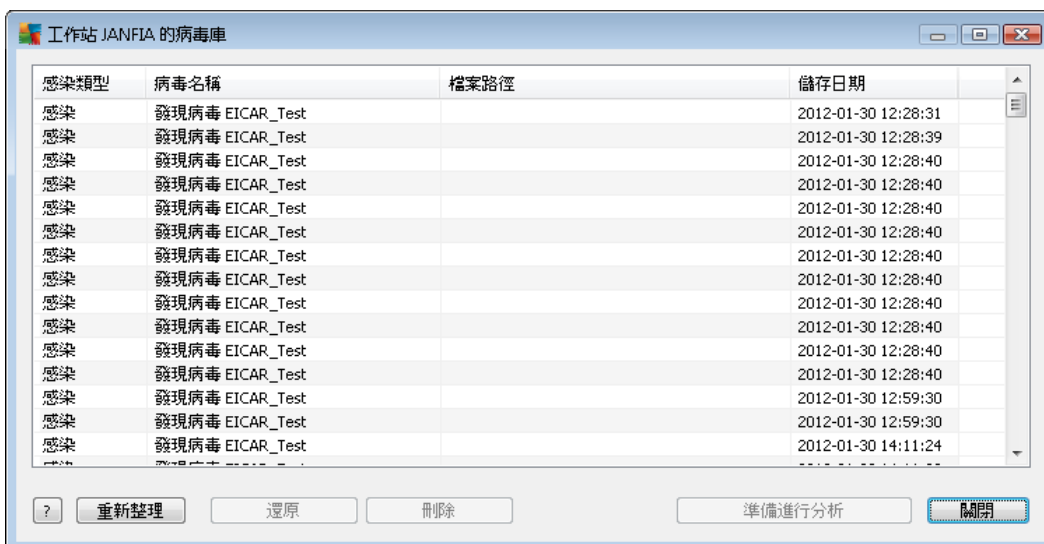 工作站 JANFIA 的病毒庫
感染類型 病毒名稱 檔案路徑 儲存日期
感染 發現病毒 EICAR_Test 2012-01-30 12:28:31
感染 發現病毒 EICAR_Test 2012-01-30 12:28:39
感染 發現病毒 EICAR_Test 2012-01-30 12:28:40
感染 發現病毒 EICAR_Test 2012-01-30 12:28:40
感染 發現病毒 EICAR_Test 2012-01-30 12:28:40
感染 發現病毒 EICAR_Test 2012-01-30 12:28:40
感染 發現病毒 EICAR_Test 2012-01-30 12:28:40
感染 發現病毒 EICAR_Test 2012-01-30 12:28:40
感染 發現病毒 EICAR_Test 2012-01-30 12:28:40
感染 發現病毒 EICAR_Test 2012-01-30 12:28:40
感染 發現病毒 EICAR_Test 2012-01-30 12:28:40
感染 發現病毒 EICAR_Test 2012-01-30 12:28:40
感染 發現病毒 EICAR_Test 2012-01-30 12:59:30
感染 發現病毒 EICAR_Test 2012-01-30 12:59:30
感染 發現病毒 EICAR_Test 2012-01-30 14:11:24
? 重新整理 還原 刪除 準備進行分析 關閉